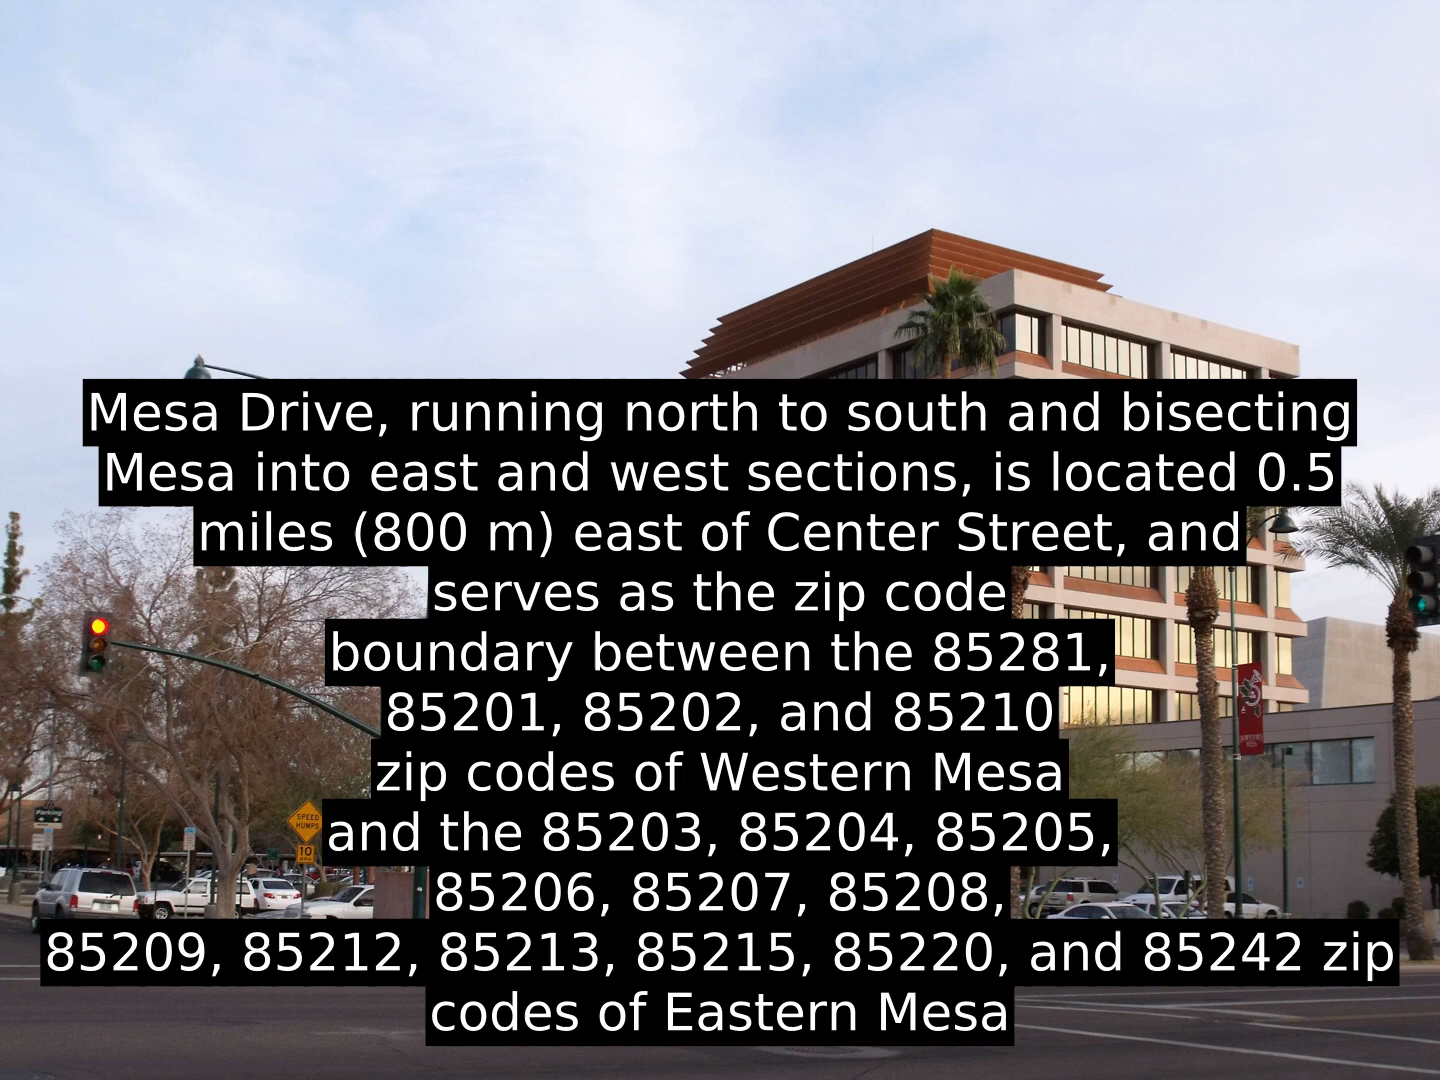 Mesa Drive, running north to south and bisecting
Mesa into east and west sections, is located 0.5
miles (800 m) east of Center Street, and
serves as the zip code
boundary between the 85281,
85201, 85202, and 85210
zip codes of Western Mesa
and the 85203, 85204, 85205,
85206, 85207, 85208,
85209, 85212, 85213, 85215, 85220, and 85242 zip
codes of Eastern Mesa
Parking
SPEED
HUMPS
10